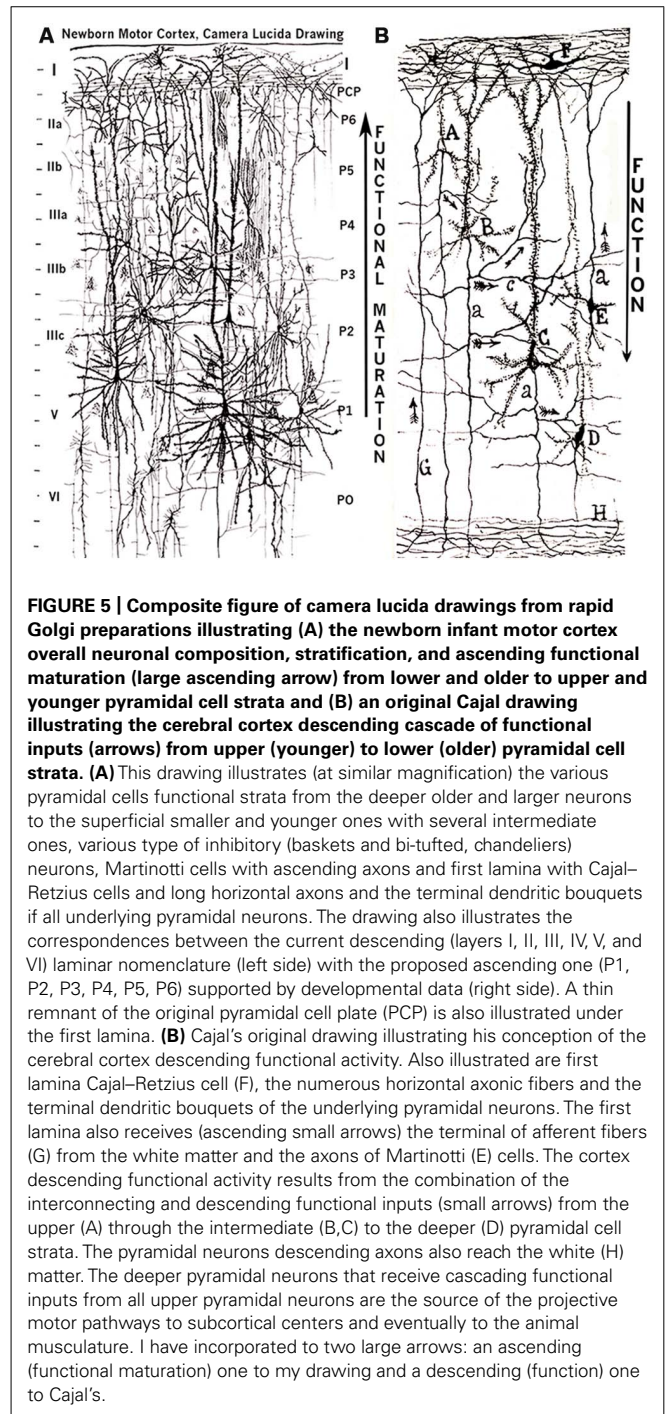 A Newborn Motor Cortex, Camera Lucida Drawing
B
I
I
PCP
IIa
P6
IIb
P5
IIIa
P4
IIIb
P3
IIIc
P2
V
P1
VI
PO
FUNCTIONAL MATURATION
F
A
B
c
a
a
E
C
a
D
G
H
FUNCTION
FIGURE 5 | Composite figure of camera lucida drawings from rapid
Golgi preparations illustrating (A) the newborn infant motor cortex
overall neuronal composition, stratification, and ascending functional
maturation (large ascending arrow) from lower and older to upper and
younger pyramidal cell strata and (B) an original Cajal drawing
illustrating the cerebral cortex descending cascade of functional
inputs (arrows) from upper (younger) to lower (older) pyramidal cell
strata. (A) This drawing illustrates (at similar magnification) the various
pyramidal cells functional strata from the deeper older and larger neurons
to the superficial smaller and younger ones with several intermediate
ones, various type of inhibitory (baskets and bi-tufted, chandeliers)
neurons, Martinotti cells with ascending axons and first lamina with Cajal–
Retzius cells and long horizontal axons and the terminal dendritic bouquets
if all underlying pyramidal neurons. The drawing also illustrates the
correspondences between the current descending (layers I, II, III, IV, V, and
VI) laminar nomenclature (left side) with the proposed ascending one (P1,
P2, P3, P4, P5, P6) supported by developmental data (right side). A thin
remnant of the original pyramidal cell plate (PCP) is also illustrated under
the first lamina. (B) Cajal's original drawing illustrating his conception of the
cerebral cortex descending functional activity. Also illustrated are first
lamina Cajal–Retzius cell (F), the numerous horizontal axonic fibers and the
terminal dendritic bouquets of the underlying pyramidal neurons. The first
lamina also receives (ascending small arrows) the terminal of afferent fibers
(G) from the white matter and the axons of Martinotti (E) cells. The cortex
descending functional activity results from the combination of the
interconnecting and descending functional inputs (small arrows) from the
upper (A) through the intermediate (B,C) to the deeper (D) pyramidal cell
strata. The pyramidal neurons descending axons also reach the white (H)
matter. The deeper pyramidal neurons that receive cascading functional
inputs from all upper pyramidal neurons are the source of the projective
motor pathways to subcortical centers and eventually to the animal
musculature. I have incorporated to two large arrows: an ascending
(functional maturation) one to my drawing and a descending (function) one
to Cajal's.